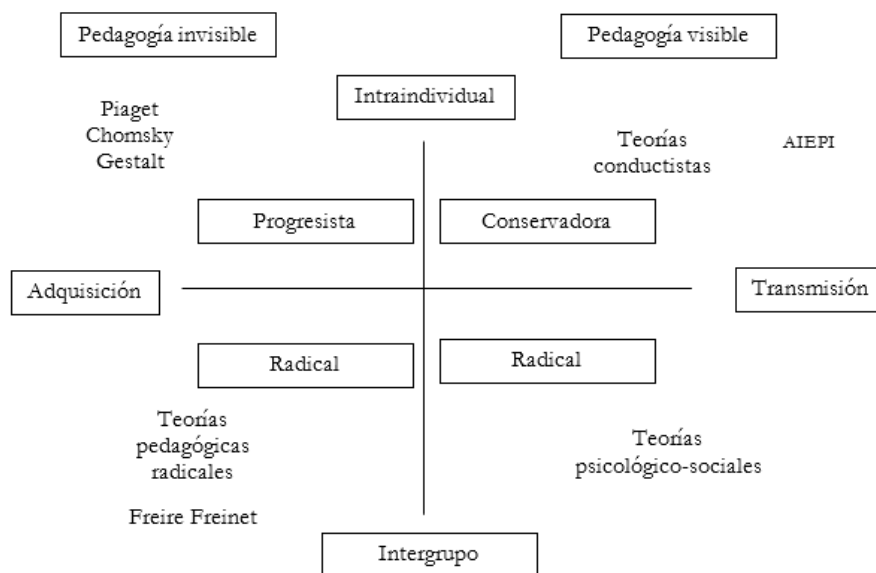 Pedagogía invisible
Pedagogía visible
Intraindividual
Piaget
Chomsky
Gestalt
Teorías
conductistas
AIEPI
Progresista
Conservadora
Adquisición
Transmisión
Radical
Radical
Teorías
pedagógicas
radicales
Teorías
psicológico-sociales
Freire Freinet
Intergrupo